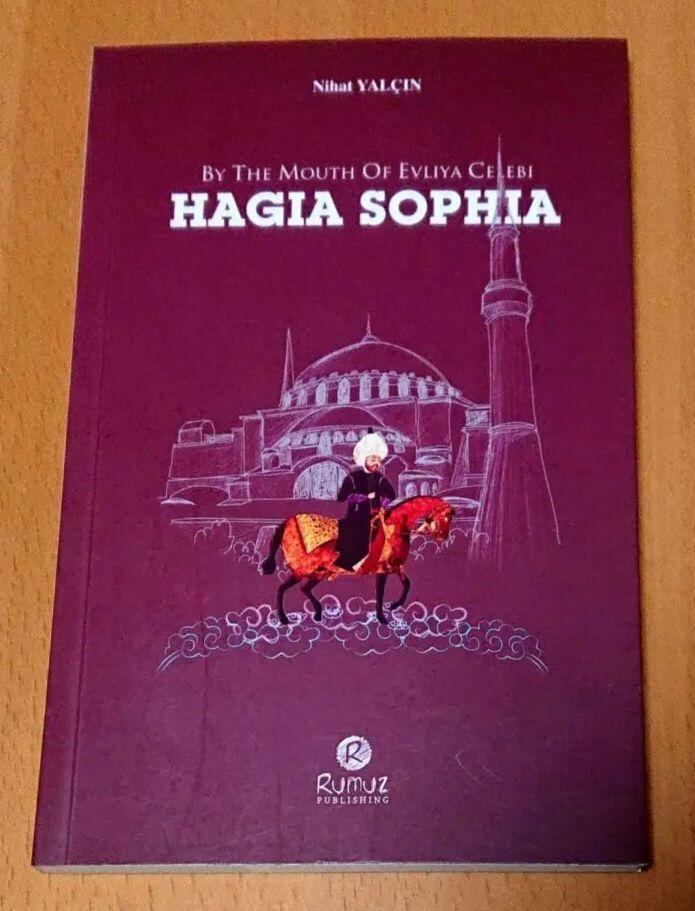 Nihat YALÇIN
BY THE MOUTH OF EVLIYA CELEBI
HAGIA SOPHIA
R
Rumuz
PUBLISHING